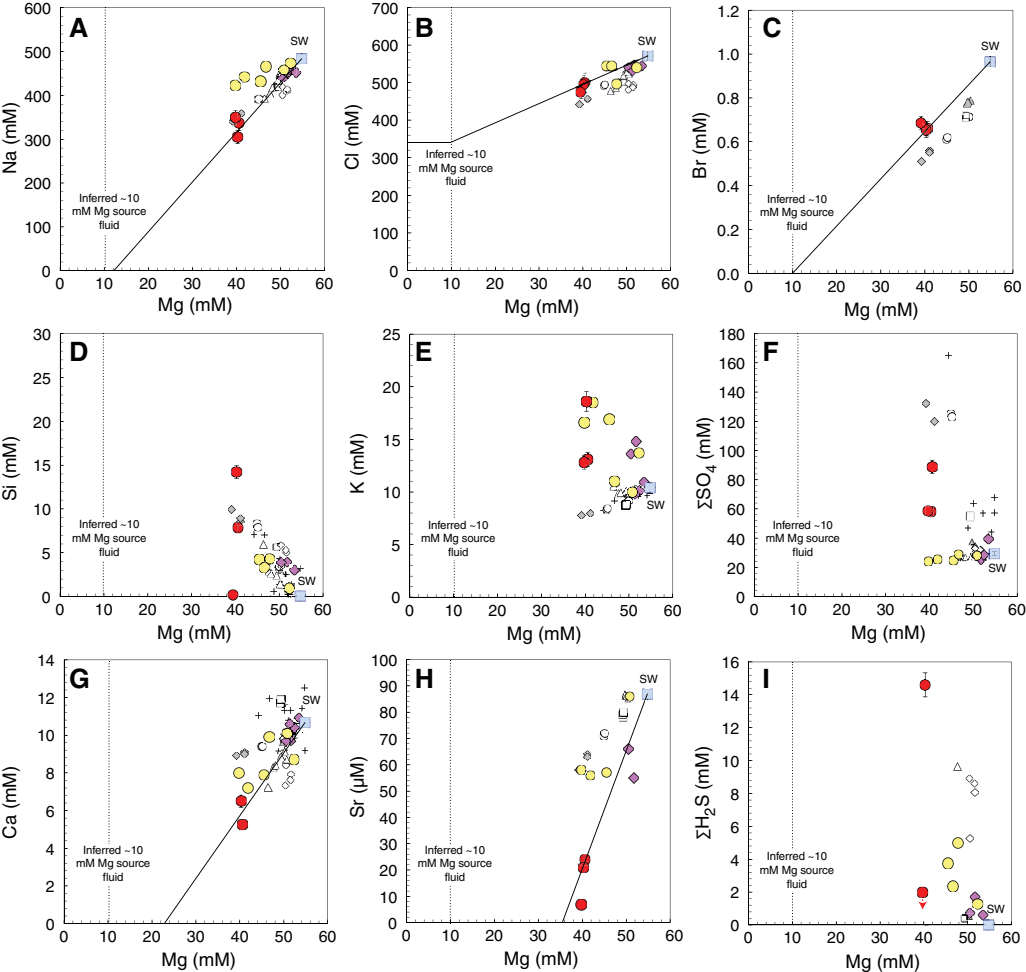 A
Na (mM)
600
500
400
300
200
100
0
SW
Inferred ~10
mM Mg source
fluid
0 10 20 30 40 50 60
Mg (mM)
B
Cl (mM)
700
600
500
400
300
200
100
0
SW
Inferred ~10
mM Mg source
fluid
0 10 20 30 40 50 60
Mg (mM)
C
Br (mM)
1.2
1.0
0.8
0.6
0.4
0.2
0.0
SW
Inferred ~10
mM Mg source
fluid
0 10 20 30 40 50 60
Mg (mM)
D
Si (mM)
30
25
20
15
10
5
0
Inferred ~10
mM Mg source
fluid
SW
0 10 20 30 40 50 60
Mg (mM)
E
K (mM)
25
20
15
10
5
0
SW
Inferred ~10
mM Mg source
fluid
0 10 20 30 40 50 60
Mg (mM)
F
ΣSO4 (mM)
180
160
140
120
100
80
60
40
20
0
Inferred ~10
mM Mg source
fluid
SW
0 10 20 30 40 50 60
Mg (mM)
G
Ca (mM)
14
12
10
8
6
4
2
0
SW
Inferred ~10
mM Mg source
fluid
0 10 20 30 40 50 60
Mg (mM)
H
Sr (µM)
100
90
80
70
60
50
40
30
20
10
0
SW
Inferred ~10
mM Mg source
fluid
0 10 20 30 40 50 60
Mg (mM)
I
ΣH2S (mM)
16
14
12
10
8
6
4
2
0
Inferred ~10
mM Mg source
fluid
SW
0 10 20 30 40 50 60
Mg (mM)